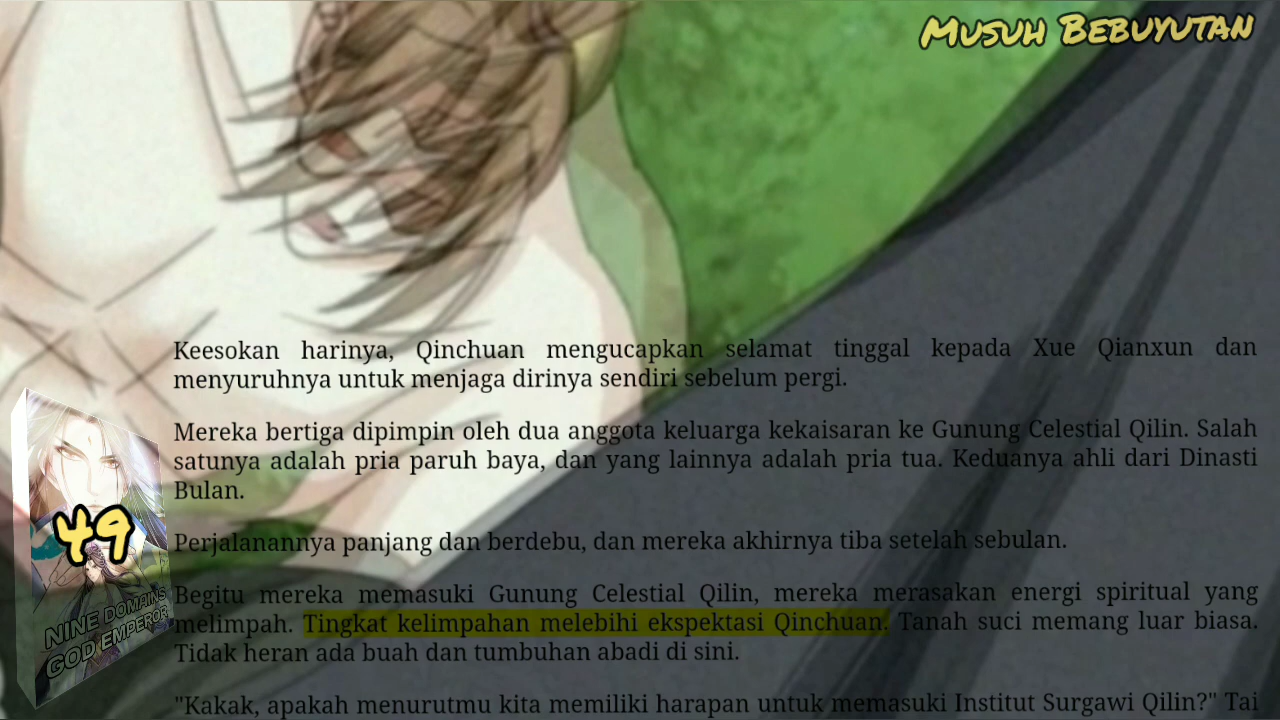 Musuh Bebuyutan
Keesokan harinya, Qinchuan mengucapkan selamat tinggal kepada Xue Qianxun dan
menyuruhnya untuk menjaga dirinya sendiri sebelum pergi.
Mereka bertiga dipimpin oleh dua anggota keluarga kekaisaran ke Gunung Celestial Qilin. Salah
satunya adalah pria paruh baya, dan yang lainnya adalah pria tua. Keduanya ahli dari Dinasti
Bulan.
Perjalanannya panjang dan berdebu, dan mereka akhirnya tiba setelah sebulan.
Begitu mereka memasuki Gunung Celestial Qilin, mereka merasakan energi spiritual yang
melimpah. Tingkat kelimpahan melebihi ekspektasi Qinchuan. Tanah suci memang luar biasa.
Tidak heran ada buah dan tumbuhan abadi di sini.
"Kakak, apakah menurutmu kita memiliki harapan untuk memasuki Institut Surgawi Qilin?" Tai
49
NINE DOMAINS
GOD EMPEROR